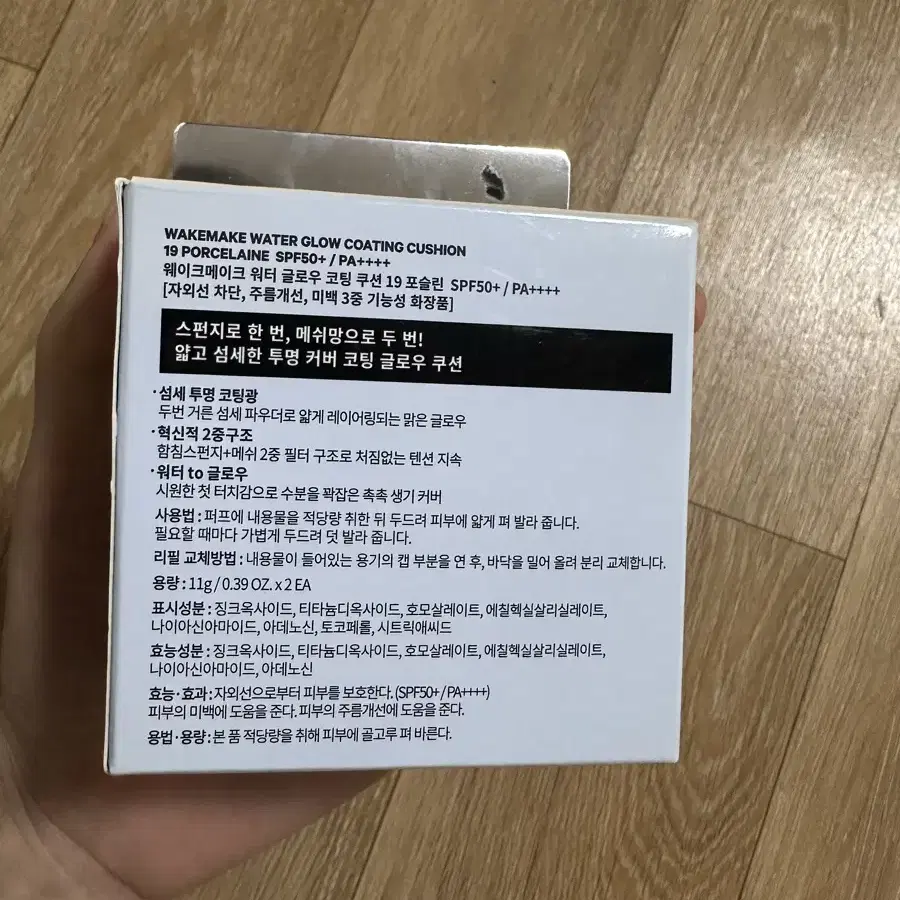 WAKEMAKE WATER GLOW COATING CUSHION
19 PORCELAINE SPF50+ / PA++++
웨이크메이크 워터 글로우 코팅 쿠션 19 포슬린 SPF50+ / PA++++
[자외선 차단, 주름개선, 미백 3중 기능성 화장품]
스펀지로 한 번, 메쉬망으로 두 번!
얇고 섬세한 투명 커버 코팅 글로우 쿠션
·섬세 투명 코팅광
두번 거른 섬세 파우더로 얇게 레이어링되는 맑은 글로우
·혁신적 2중구조
함침스펀지+메쉬 2중 필터 구조로 처짐없는 텐션 지속
·워터 to 글로우
시원한 첫 터치감으로 수분을 꽉잡은 촉촉 생기 커버
사용법 : 퍼프에 내용물을 적당량 취한 뒤 두드려 피부에 얇게 펴 발라 줍니다.
필요할 때마다 가볍게 두드려 덧 발라 줍니다.
리필 교체방법 : 내용물이 들어있는 용기의 캡 부분을 연 후, 바닥을 밀어 올려 분리 교체합니다.
용량 : 11g / 0.39 OZ. x 2 EA
표시성분 : 징크옥사이드, 티타늄디옥사이드, 호모살레이트, 에칠헥실살리실레이트,
나이아신아마이드, 아데노신, 토코페롤, 시트릭애씨드
효능성분 : 징크옥사이드, 티타늄디옥사이드, 호모살레이트, 에칠헥실살리실레이트,
나이아신아마이드, 아데노신
효능·효과 : 자외선으로부터 피부를 보호한다. (SPF50+ / PA++++)
피부의 미백에 도움을 준다. 피부의 주름개선에 도움을 준다.
용법·용량 : 본 품 적당량을 취해 피부에 골고루 펴 바른다.